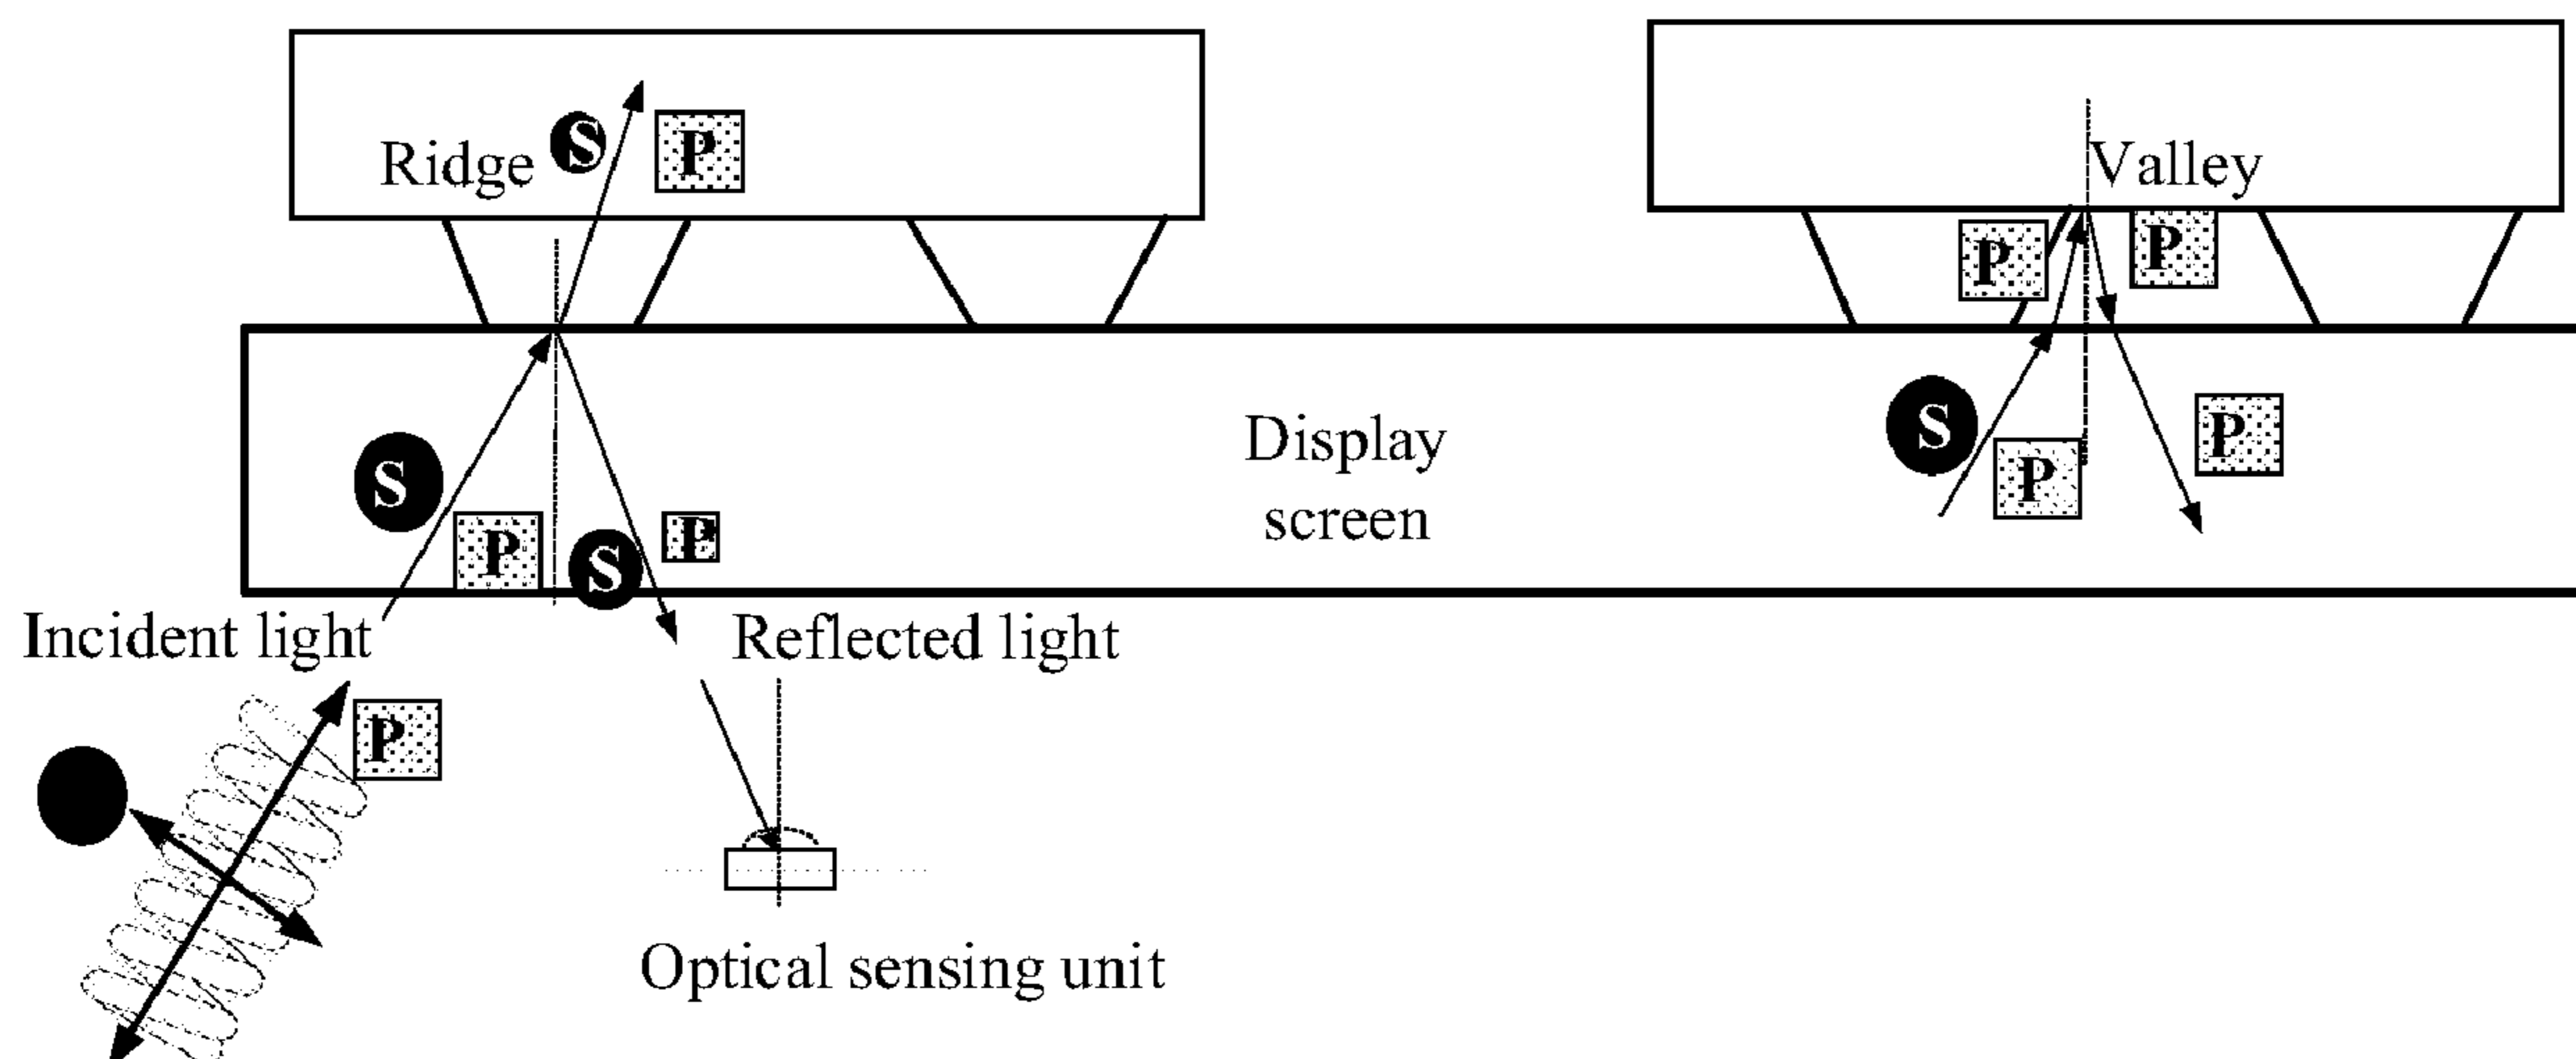 Ridge S P
Valley
P P
S P
S P
S P
P
Display
screen
Incident light
Reflected light
P
Optical sensing unit